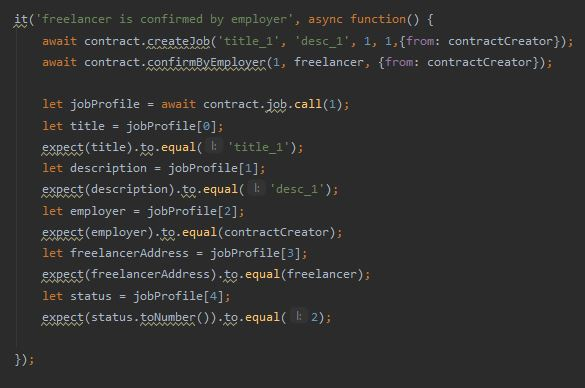 it('freelancer is confirmed by employer', async function() {
await contract.createJob('title_1', 'desc_1', 1, 1,{from: contractCreator});
await contract.confirmByEmployer(1, freelancer, {from: contractCreator});
let jobProfile = await contract.job.call(1);
let title = jobProfile[0];
expect(title).to.equal( l: 'title_1');
let description = jobProfile[1];
expect(description).to.equal( l: 'desc_1');
let employer = jobProfile[2];
expect(employer).to.equal(contractCreator);
let freelancerAddress = jobProfile[3];
expect(freelancerAddress).to.equal(freelancer);
let status = jobProfile[4];
expect(status.toNumber()).to.equal( l: 2);
});